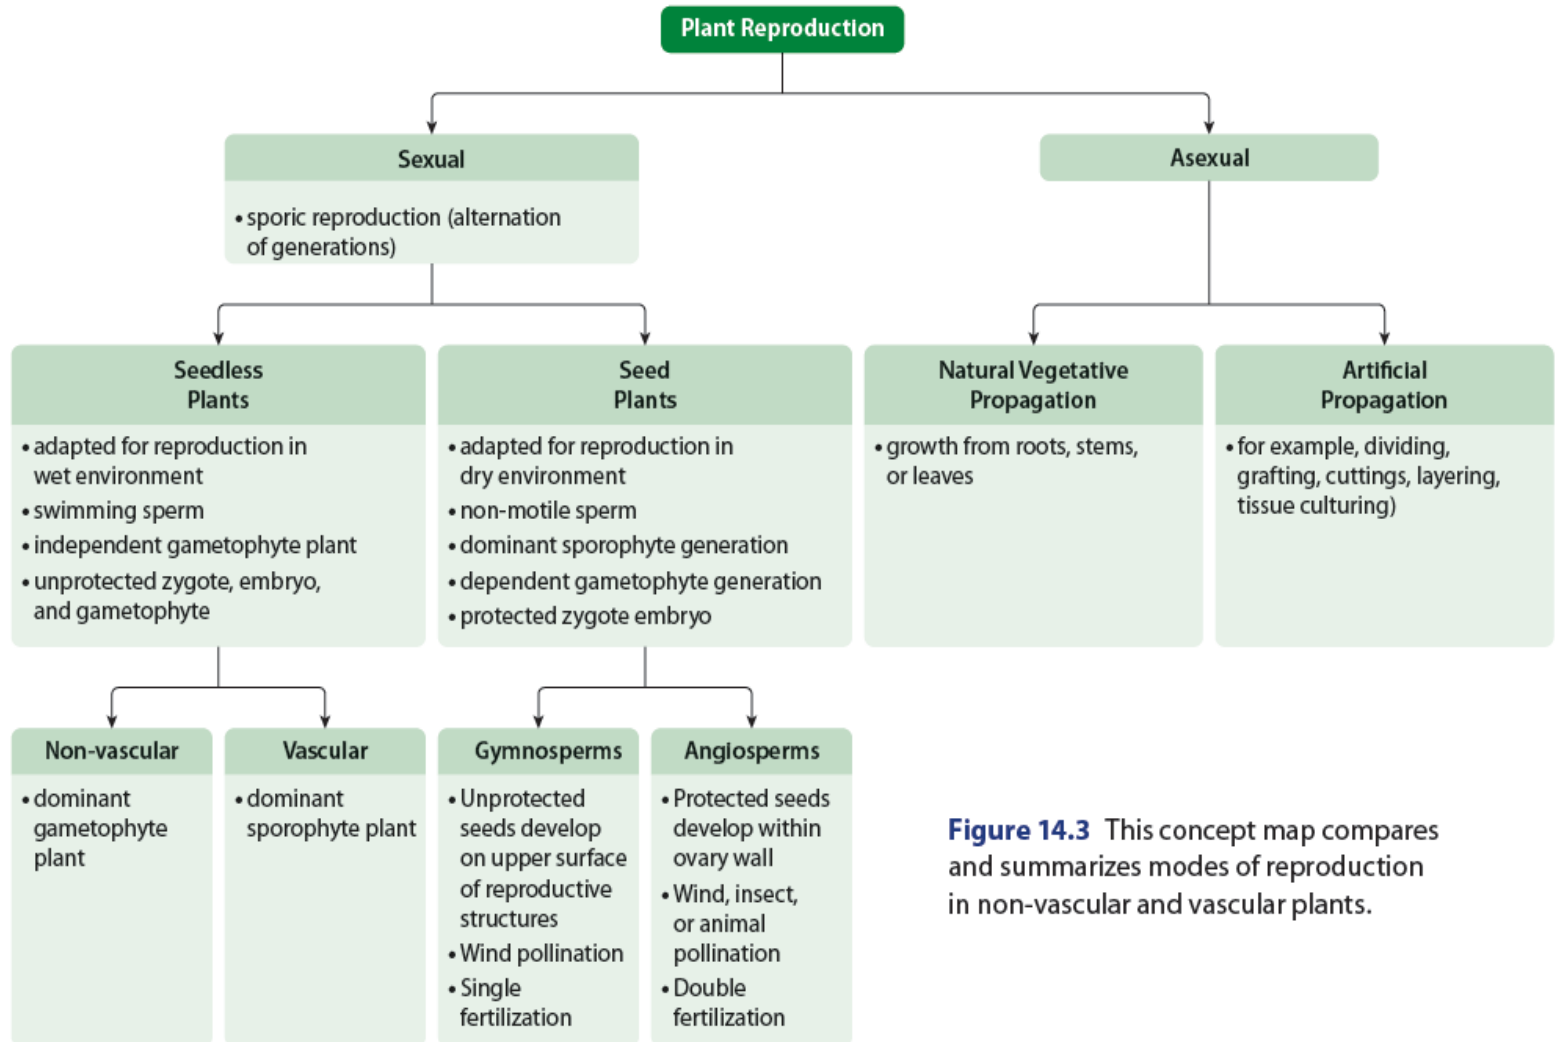 Plant Reproduction
Sexual
• sporic reproduction (alternation
of generations)
Asexual
Seedless
Plants
• adapted for reproduction in
wet environment
• swimming sperm
• independent gametophyte plant
• unprotected zygote, embryo,
and gametophyte
Seed
Plants
• adapted for reproduction in
dry environment
• non-motile sperm
• dominant sporophyte generation
• dependent gametophyte generation
• protected zygote embryo
Natural Vegetative
Propagation
• growth from roots, stems,
or leaves
Artificial
Propagation
• for example, dividing,
grafting, cuttings, layering,
tissue culturing)
Non-vascular
• dominant
gametophyte
plant
Vascular
• dominant
sporophyte plant
Gymnosperms
• Unprotected
seeds develop
on upper surface
of reproductive
structures
• Wind pollination
• Single
fertilization
Angiosperms
• Protected seeds
develop within
ovary wall
• Wind, insect,
or animal
pollination
• Double
fertilization
Figure 14.3 This concept map compares
and summarizes modes of reproduction
in non-vascular and vascular plants.